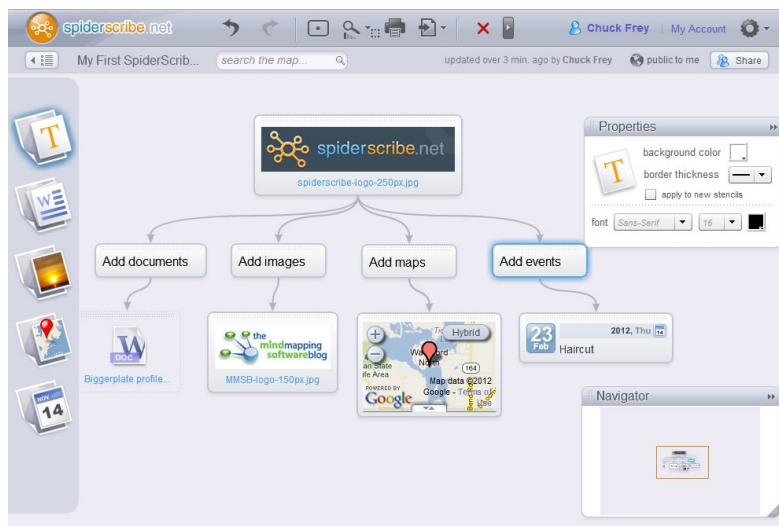 spiderscribe.net
Chuck Frey | My Account
My First SpiderScrib...
search the map...
updated over 3 min. ago by Chuck Frey
public to me
Share
T
W
NOV
14
spiderscribe.net
spiderscribe-logo-250px.jpg
Add documents
Add images
Add maps
Add events
W
DOC
Biggerplate profile...
the
mindmapping
softwareblog
MMSB-logo-150px.jpg
Hybrid
North
164
Map data ©2012
Google - Terms of
Use
POWERED BY
Google
23
Feb
2012, Thu
14
Haircut
Properties
T
background color
border thickness
apply to new stencils
font
Sans-Serif
16
Navigator